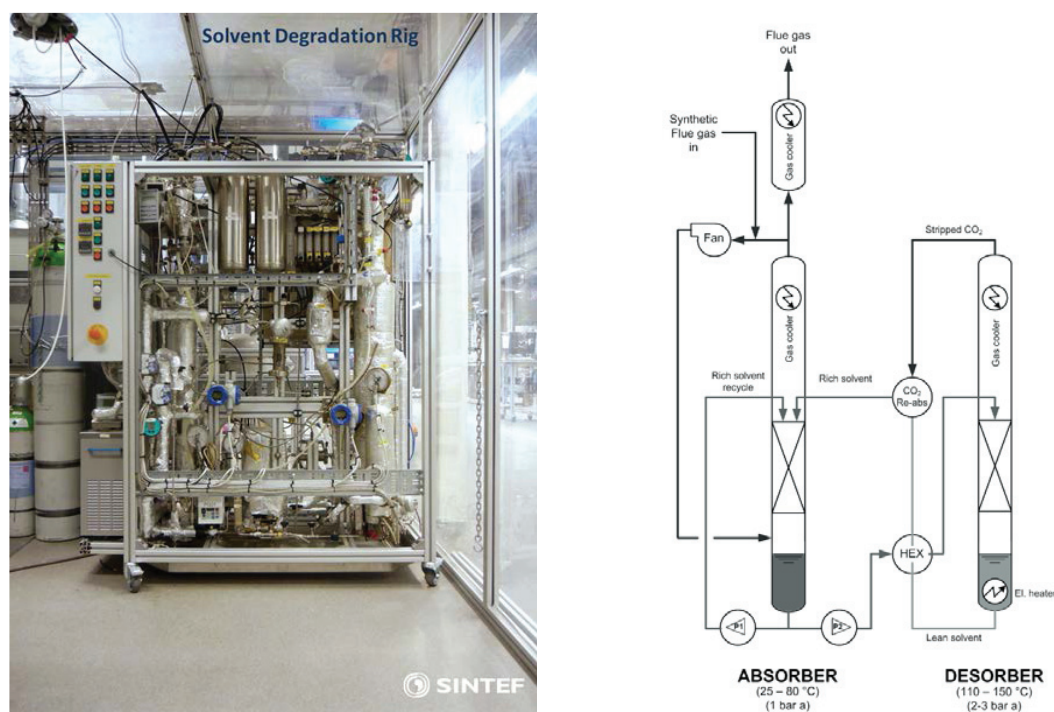 Solvent Degradation Rig
SINTEF
Flue gas
out
Synthetic
Flue gas
in
Gas cooler
Fan
Stripped CO₂
Gas cooler
Gas cooler
Rich solvent
recycle
Rich solvent
CO₂
Re-abs
HEX
El. heater
P1
P2
Lean solvent
ABSORBER
(25 – 80 °C)
(1 bar a)
DESORBER
(110 – 150 °C)
(2-3 bar a)